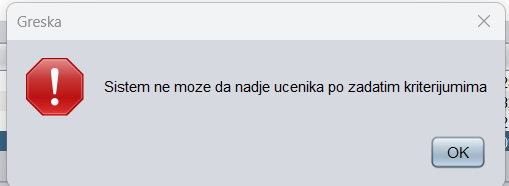 Greska
Sistem ne moze da nadje ucenika po zadatim kriterijumima
OK